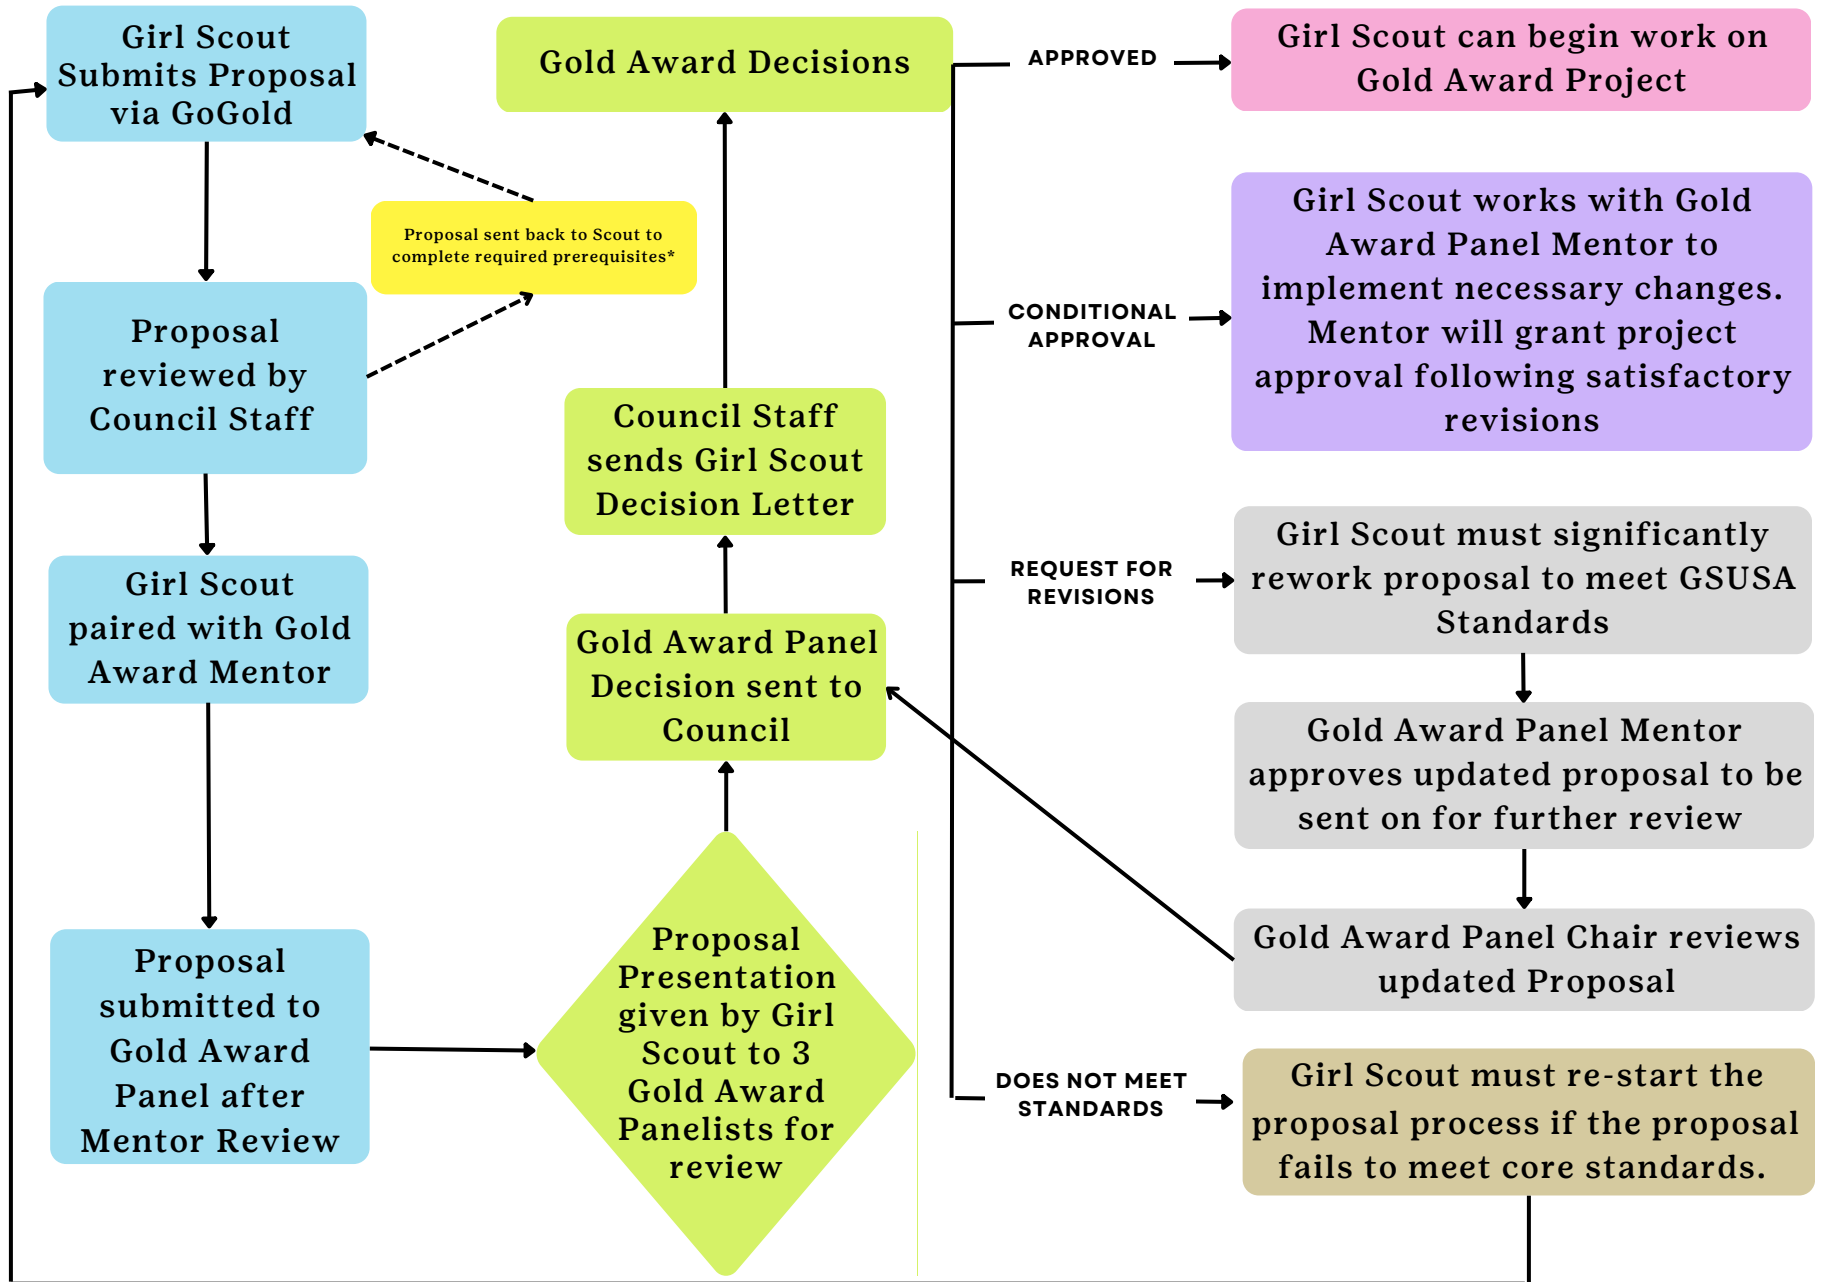 Girl Scout
Submits Proposal
via GoGold
Proposal sent back to Scout to
complete required prerequisites*
Proposal
reviewed by
Council Staff
Girl Scout
paired with Gold
Award Mentor
Proposal
submitted to
Gold Award
Panel after
Mentor Review
Proposal
Presentation
given by Girl
Scout to 3
Gold Award
Panelists for
review
Gold Award Panel
Decision sent to
Council
Council Staff
sends Girl Scout
Decision Letter
Gold Award Decisions
APPROVED
Girl Scout can begin work on
Gold Award Project
CONDITIONAL
APPROVAL
Girl Scout works with Gold
Award Panel Mentor to
implement necessary changes.
Mentor will grant project
approval following satisfactory
revisions
REQUEST FOR
REVISIONS
Girl Scout must significantly
rework proposal to meet GSUSA
Standards
Gold Award Panel Mentor
approves updated proposal to be
sent on for further review
Gold Award Panel Chair reviews
updated Proposal
DOES NOT MEET
STANDARDS
Girl Scout must re-start the
proposal process if the proposal
fails to meet core standards.